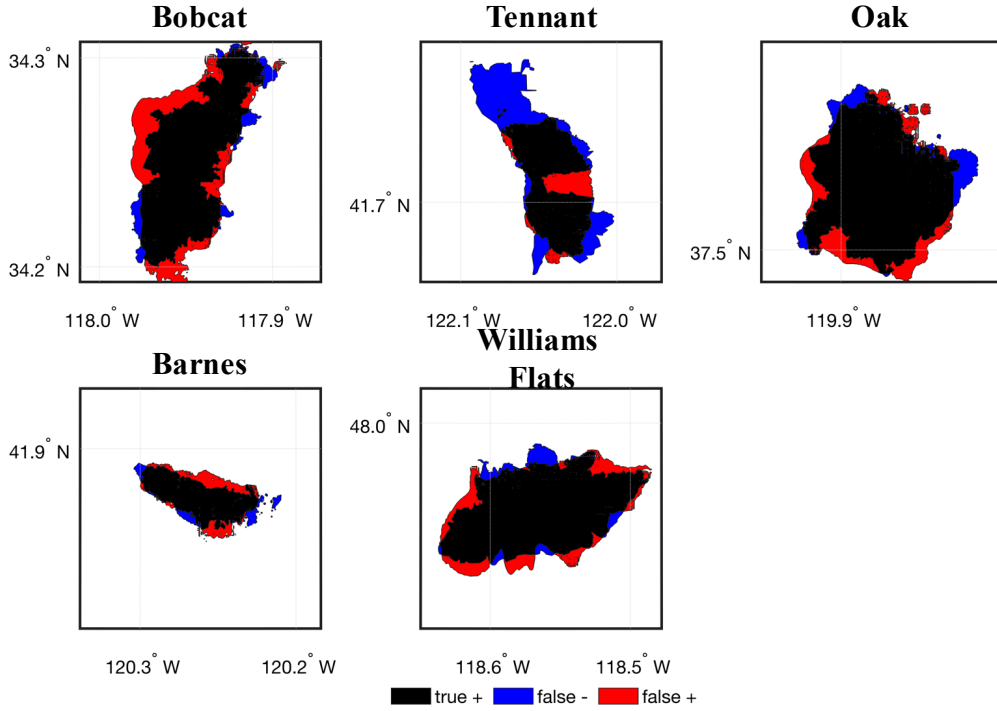 Bobcat
Tennant
Oak
34.3° N
34.2° N
118.0° W
117.9° W
41.7° N
122.1° W
122.0° W
37.5° N
119.9° W
Barnes
Williams
Flats
41.9° N
120.3° W
120.2° W
48.0° N
118.6° W
118.5° W
true +
false -
false +